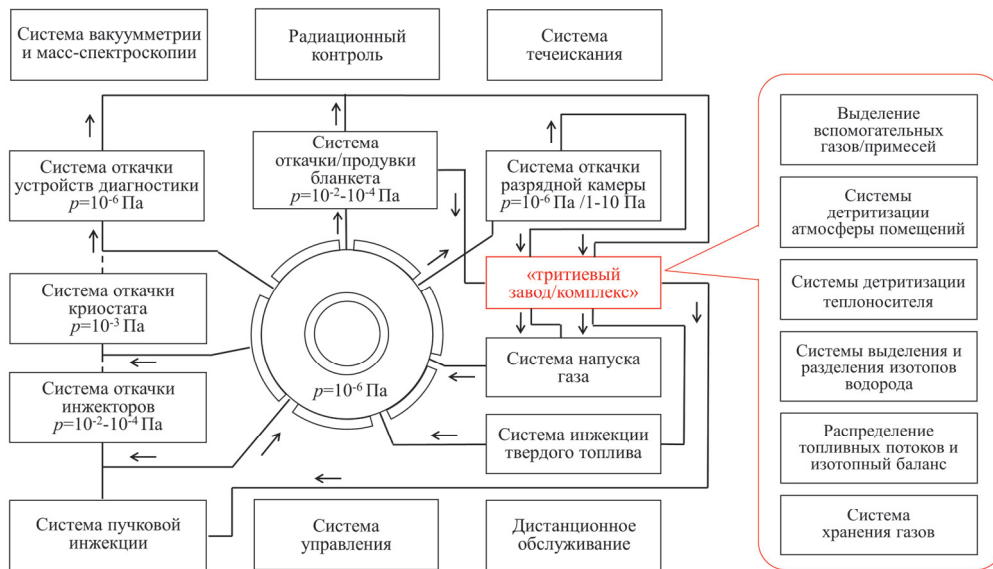 Система вакуумметрии
и масс-спектроскопии
Радиационный
контроль
Система
течеискания
Система откачки
устройств диагностики
p=10⁻⁶ Па
Система
откачки/продувки
бланкета
p=10⁻²-10⁻⁴ Па
Система откачки
разрядной камеры
p=10⁻⁶ Па /1-10 Па
«тритиевый
завод/комплекс»
Система откачки
криостата
p=10⁻³ Па
Система напуска
газа
p=10⁻⁶ Па
Система откачки
инжекторов
p=10⁻²-10⁻⁴ Па
Система инжекции
твердого топлива
Система пучковой
инжекции
Система
управления
Дистанционное
обслуживание
Выделение
вспомогательных
газов/примесей
Системы
детритизации
атмосферы помещений
Системы детритизации
теплоносителя
Системы выделения и
разделения изотопов
водорода
Распределение
топливных потоков и
изотопный баланс
Система
хранения газов